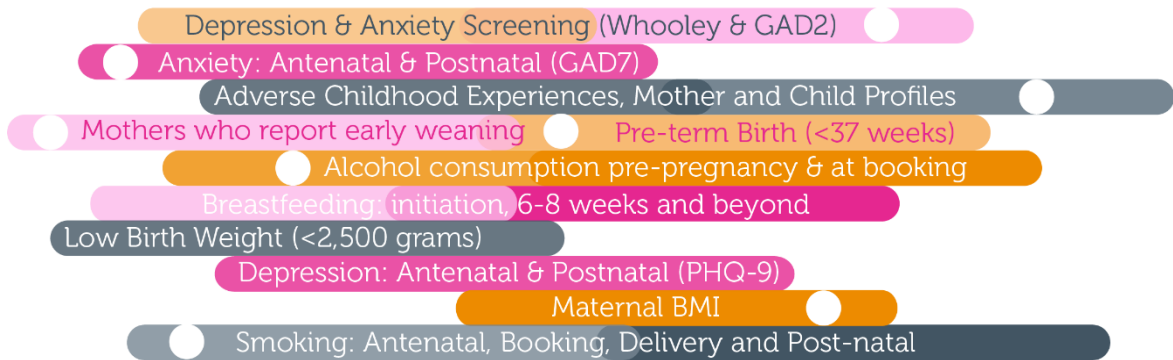 Depression & Anxiety Screening (Whooley & GAD2)
Anxiety: Antenatal & Postnatal (GAD7)
Adverse Childhood Experiences, Mother and Child Profiles
Mothers who report early weaning
Pre-term Birth (<37 weeks)
Alcohol consumption pre-pregnancy & at booking
Breastfeeding: initiation, 6-8 weeks and beyond
Low Birth Weight (<2,500 grams)
Depression: Antenatal & Postnatal (PHQ-9)
Maternal BMI
Smoking: Antenatal, Booking, Delivery and Post-natal